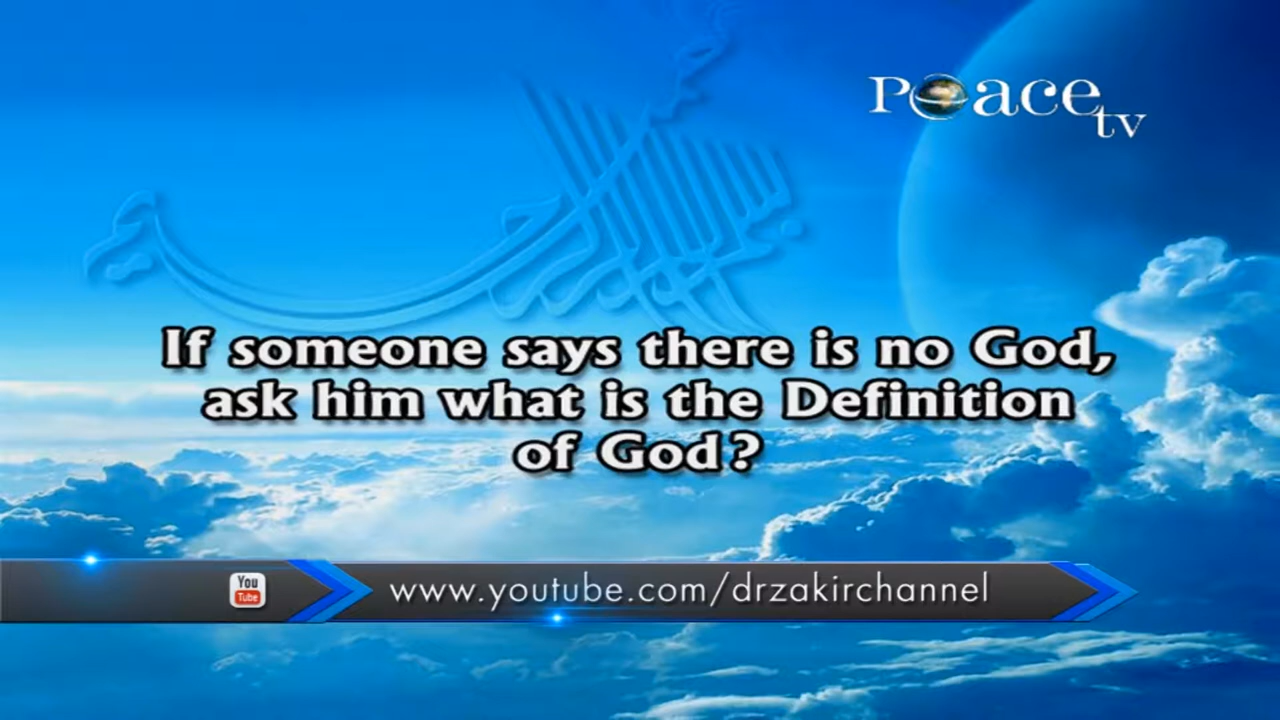 Peace
tv
If someone says there is no God,
ask him what is the Definition
of God?
You
Tube
www.youtube.com/drzakirchannel